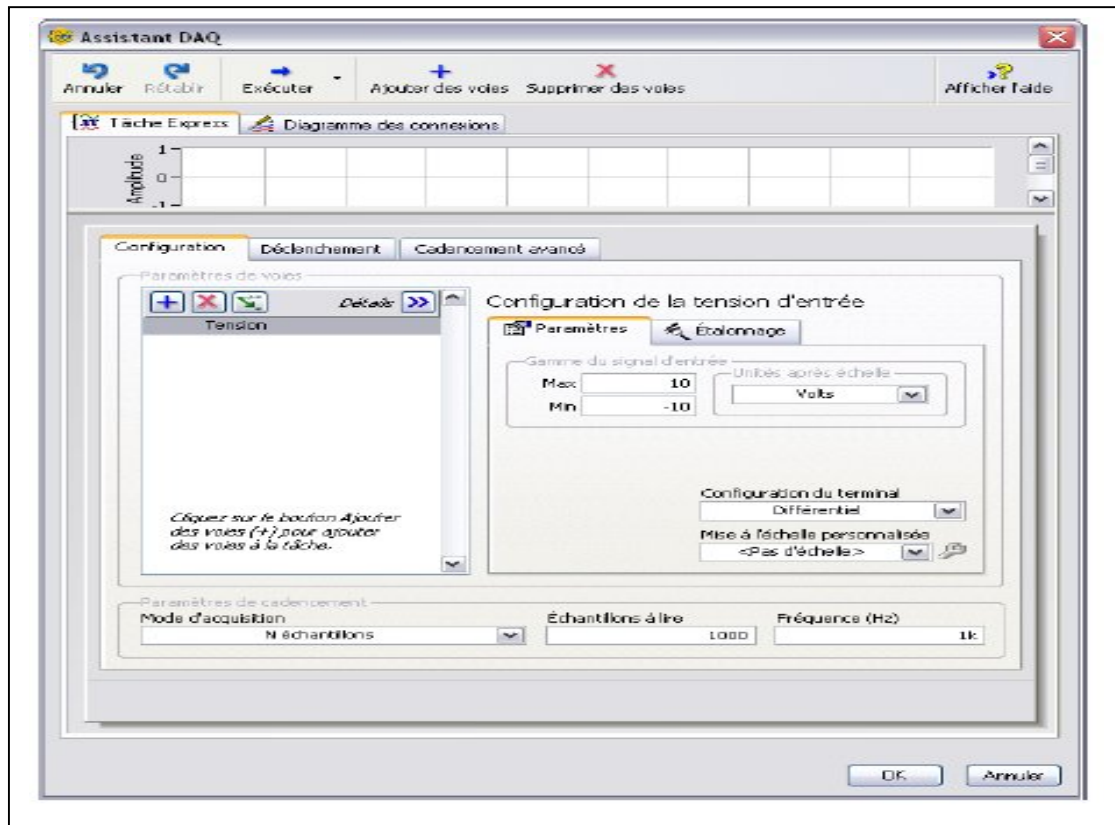 Assistant DAQ
Annuler Rétablir Exécuter Ajouter des voies Supprimer des voies Afficher l'aide
Tâche Express Diagramme des connexions
Amplitude
1
0
-1
Configuration Déclenchement Cadencement avancé
Paramètres de voies
Détails
Tension
Cliquez sur le bouton Ajouter
des voies (+) pour ajouter
des voies à la tâche.
Configuration de la tension d'entrée
Paramètres Étalonnage
Gamme du signal d'entrée
Max 10
Min -10
Unités après échelle
Volts
Configuration du terminal
Différentiel
Mise à l'échelle personnalisée
<Pas d'échelle>
Paramètres de cadencement
Mode d'acquisition Échantillons à lire Fréquence (Hz)
N échantillons 1000 1k
OK Annuler